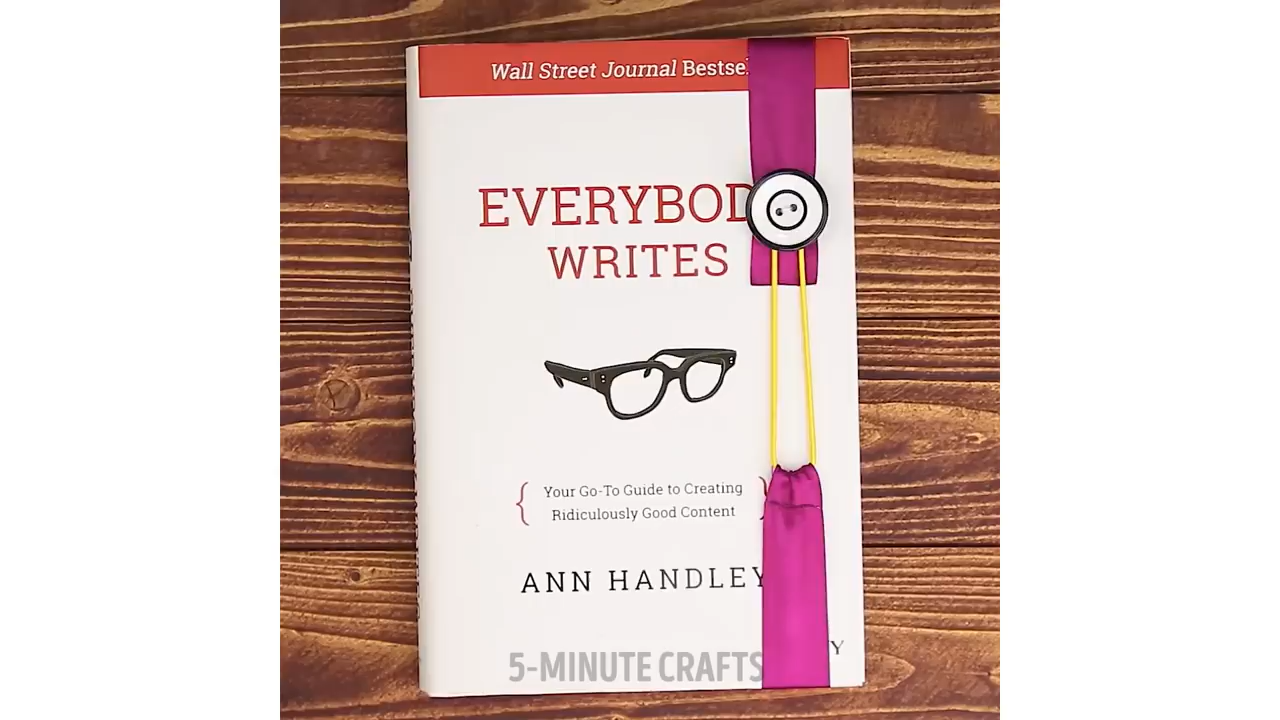 Wall Street Journal Bestse
EVERYBOD
WRITES
{ Your Go-To Guide to Creating }
Ridiculously Good Content
ANN HANDLEY
Y
5-MINUTE CRAFTS